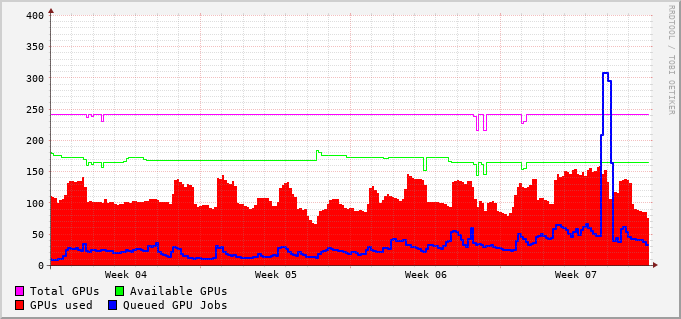 400
350
300
250
200
150
100
50
0
Week 04 Week 05 Week 06 Week 07
Total GPUs Available GPUs
GPUs used Queued GPU Jobs
RRDTOOL / TOBI OETIKER